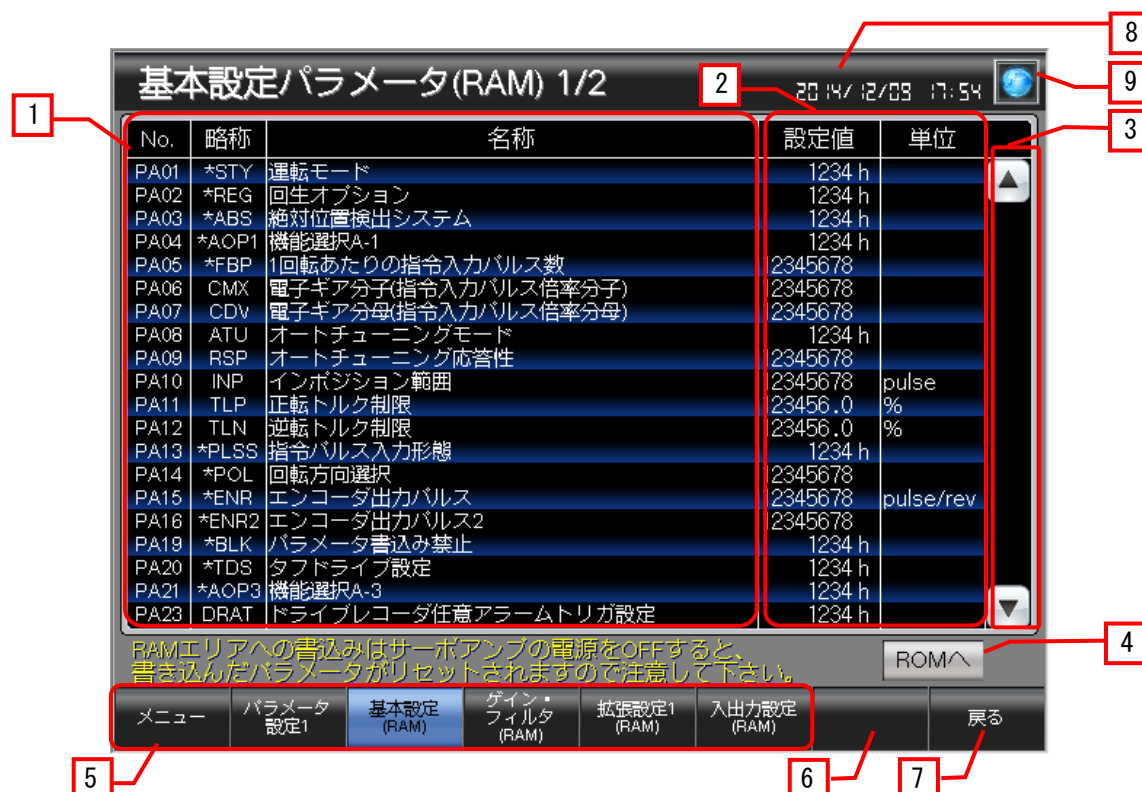 8
基本設定パラメータ(RAM) 1/2
2
2014/12/09 17:54
9
1
3
No. 略称 名称 設定値 単位
PA01 *STY 運転モード 1234 h
PA02 *REG 回生オプション 1234 h
PA03 *ABS 絶対位置検出システム 1234 h
PA04 *AOP1 機能選択A-1 1234 h
PA05 *FBP 1回転あたりの指令入力パルス数 12345678
PA06 CMX 電子ギア分子(指令入力パルス倍率分子) 12345678
PA07 CDV 電子ギア分母(指令入力パルス倍率分母) 12345678
PA08 ATU オートチューニングモード 1234 h
PA09 RSP オートチューニング応答性 12345678
PA10 INP インポジション範囲 12345678 pulse
PA11 TLP 正転トルク制限 123456.0 %
PA12 TLN 逆転トルク制限 123456.0 %
PA13 *PLSS 指令パルス入力形態 1234 h
PA14 *POL 回転方向選択 12345678
PA15 *ENR エンコーダ出力パルス 12345678 pulse/rev
PA16 *ENR2 エンコーダ出力パルス2 12345678
PA19 *BLK パラメータ書込み禁止 1234 h
PA20 *TDS タフドライブ設定 1234 h
PA21 *AOP3 機能選択A-3 1234 h
PA23 DRAT ドライブレコーダ任意アラームトリガ設定 1234 h
RAMエリアへの書込みはサーボアンプの電源をOFFすると、
書き込んだパラメータがリセットされますので注意して下さい。
ROMへ
4
メニュー
パラメータ
設定1
基本設定
(RAM)
ゲイン・
フィルタ
(RAM)
拡張設定1
(RAM)
入出力設定
(RAM)
戻る
5
6
7